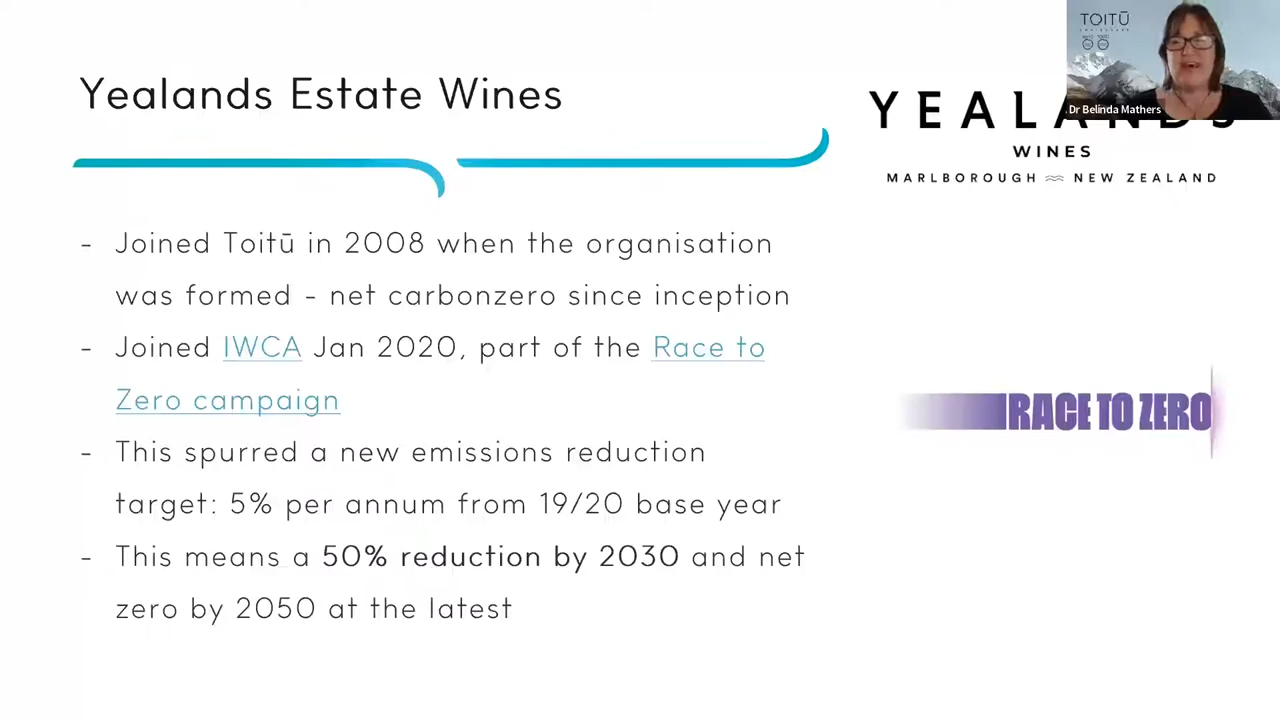 Yealands Estate Wines
TOITŪ
Dr Belinda Mathers
YEALANDS
WINES
MARLBOROUGH NEW ZEALAND
- Joined Toitū in 2008 when the organisation
was formed - net carbonzero since inception
- Joined IWCA Jan 2020, part of the Race to
Zero campaign
- This spurred a new emissions reduction
target: 5% per annum from 19/20 base year
- This means a 50% reduction by 2030 and net
zero by 2050 at the latest
RACE TO ZERO